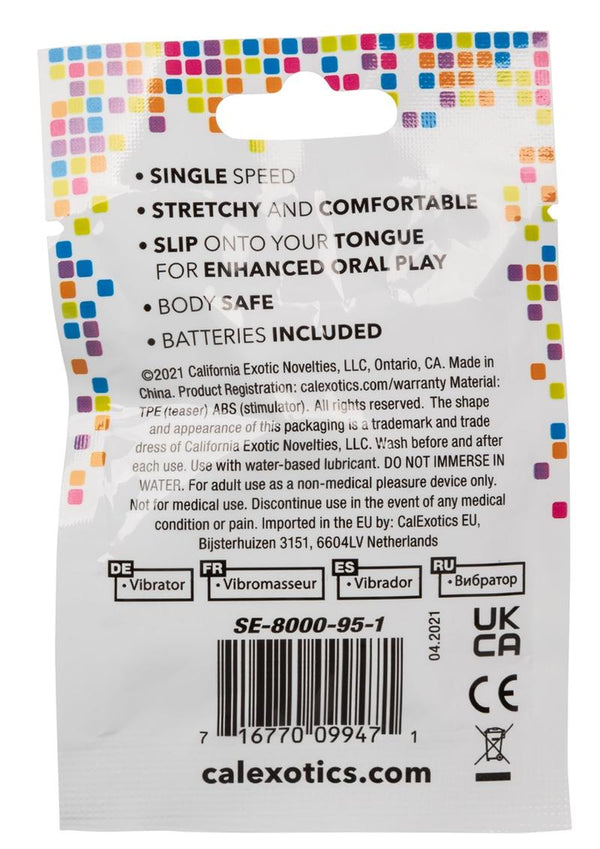 • SINGLE SPEED
• STRETCHY AND COMFORTABLE
• SLIP ONTO YOUR TONGUE
FOR ENHANCED ORAL PLAY
• BODY SAFE
• BATTERIES INCLUDED
©2021 California Exotic Novelties, LLC, Ontario, CA. Made in
China. Product Registration: calexotics.com/warranty Material:
TPE (teaser) ABS (stimulator). All rights reserved. The shape
and appearance of this packaging is a trademark and trade
dress of California Exotic Novelties, LLC. Wash before and after
each use. Use with water-based lubricant. DO NOT IMMERSE IN
WATER. For adult use as a non-medical pleasure device only.
Not for medical use. Discontinue use in the event of any medical
condition or pain. Imported in the EU by: CalExotics EU,
Bijsterhuizen 3151, 6604LV Netherlands
DE
• Vibrator
FR
• Vibromasseur
ES
• Vibrador
RU
• Вибратор
SE-8000-95-1
04.2021
UK
CA
CE
7 16770 09947 1
calexotics.com